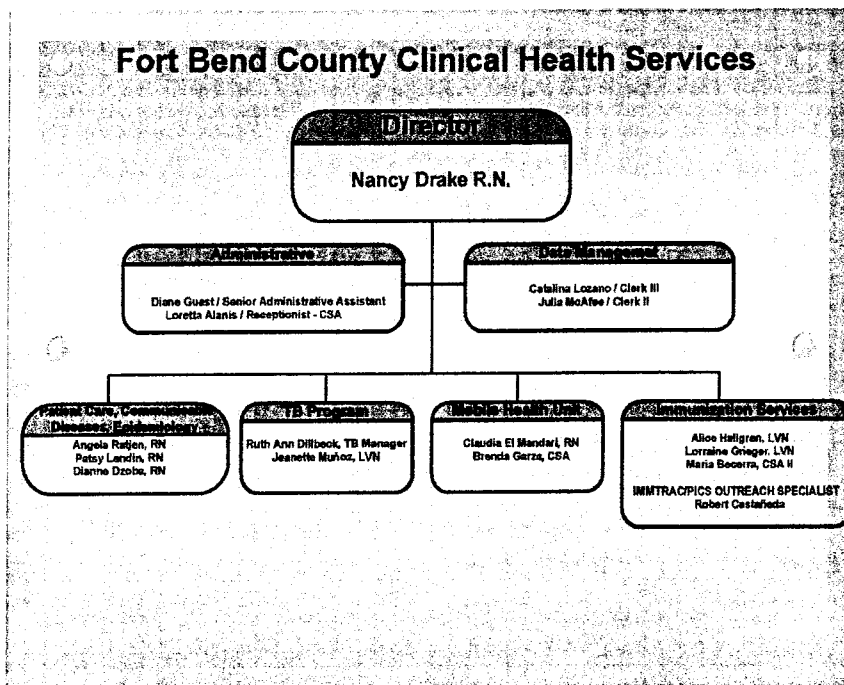 Fort Bend County Clinical Health Services
Director
Nancy Drake R.N.
Administrative
Diane Guest / Senior Administrative Assistant
Loretta Alanis / Receptionist - CSA
Data Management
Catalina Lozano / Clerk III
Julia McAfee / Clerk II
Patient Care, Communicable
Diseases, Epidemiology
Angela Ratjen, RN
Patsy Landin, RN
Dianne Dzoba, RN
TB Program
Ruth Ann Dillbeck, TB Manager
Jeanette Muñoz, LVN
Mobile Health Unit
Claudia El Mandari, RN
Brenda Garza, CSA
Immunization Services
Alice Hallgren, LVN
Lorraine Grieger, LVN
Maria Becerra, CSA II
IMMTRAC/PICS OUTREACH SPECIALIST
Robert Castañeda